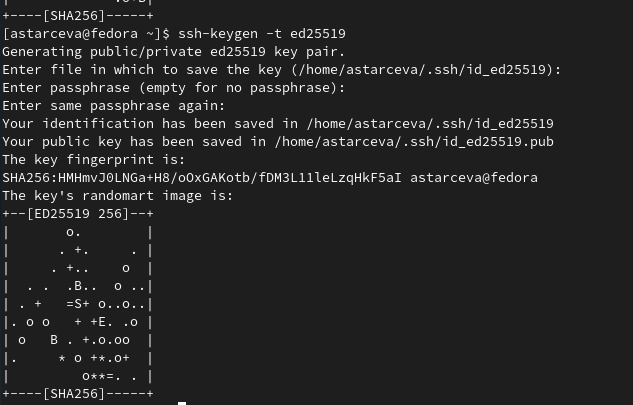 +----[SHA256]-----+
[astarceva@fedora ~]$ ssh-keygen -t ed25519
Generating public/private ed25519 key pair.
Enter file in which to save the key (/home/astarceva/.ssh/id_ed25519):
Enter passphrase (empty for no passphrase):
Enter same passphrase again:
Your identification has been saved in /home/astarceva/.ssh/id_ed25519
Your public key has been saved in /home/astarceva/.ssh/id_ed25519.pub
The key fingerprint is:
SHA256:HMHmvJ0LNGa+H8/oOxGAKotb/fDM3L11leLzqHkF5aI astarceva@fedora
The key's randomart image is:
+--[ED25519 256]--+
|       o.        |
|      . +.     . |
|     . +..    o  |
|  . .  .B..  o ..|
| . +   =S+ o..o..|
|. o o   + +E. .o |
| o   B . +.o.oo  |
|.     * o +*.o+  |
|         o**=. . |
+----[SHA256]-----+